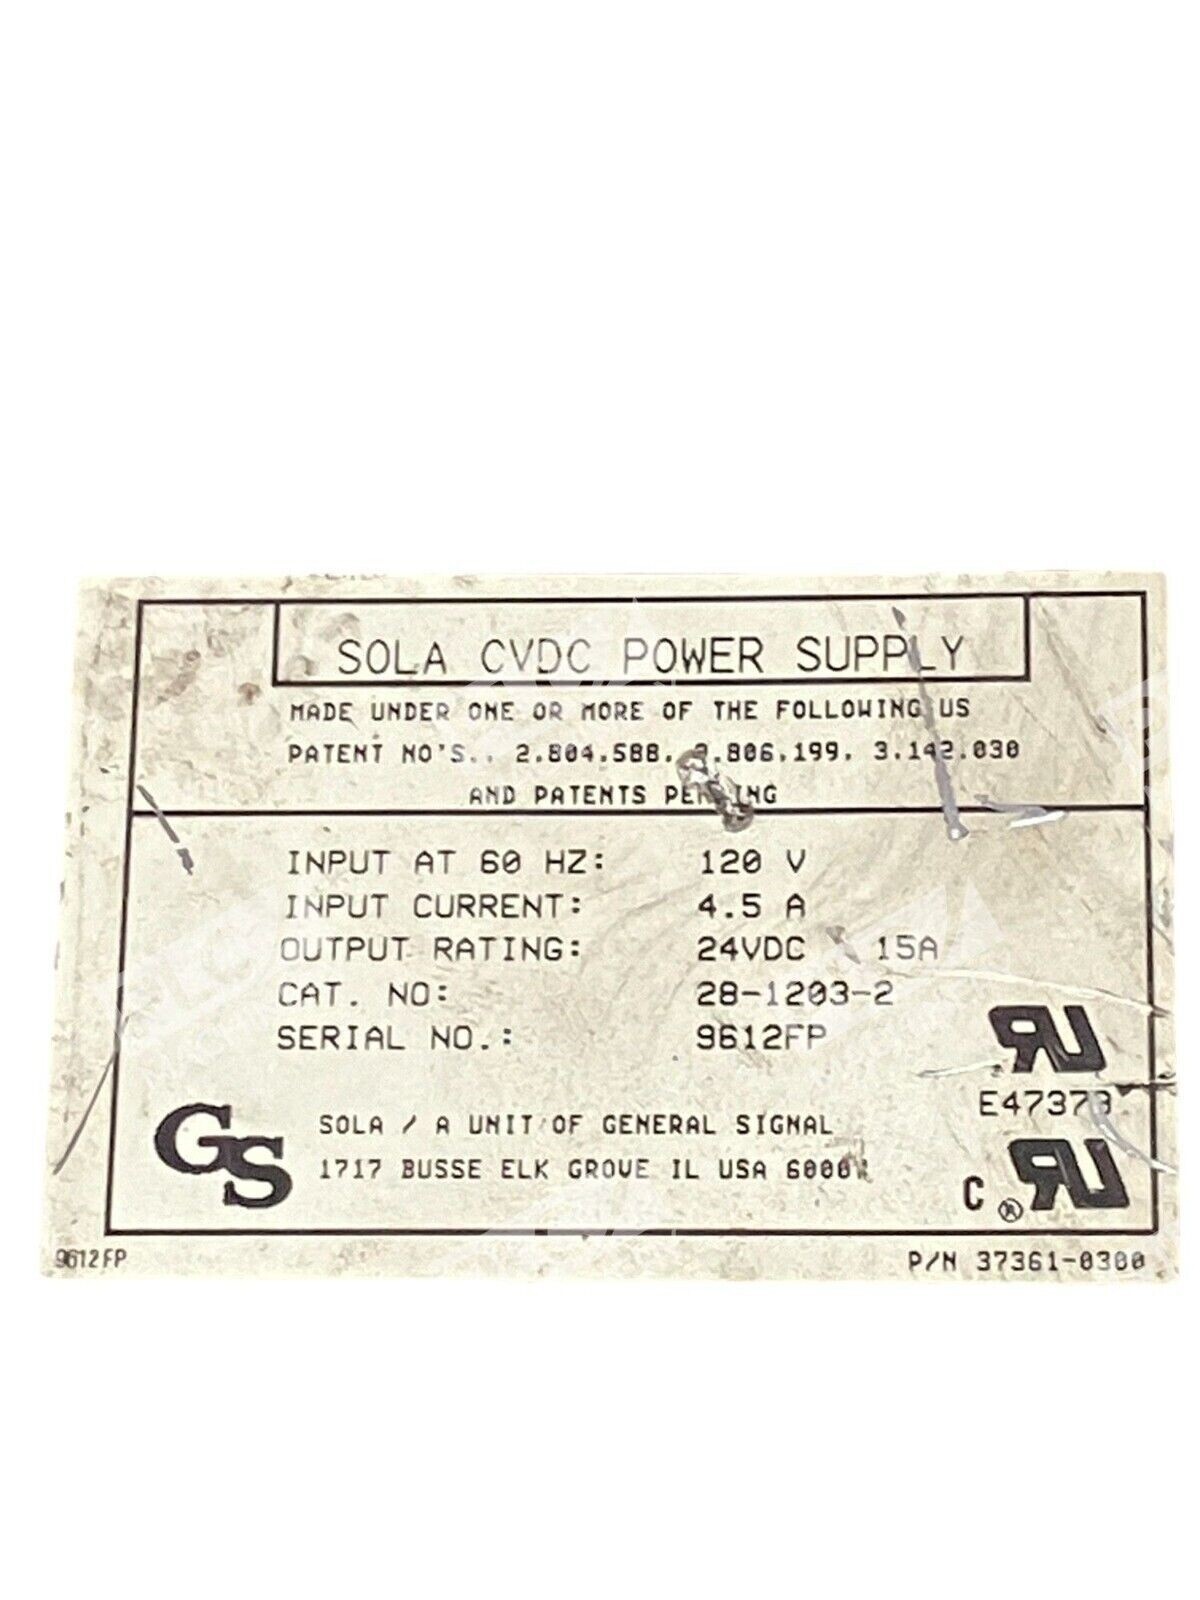 SOLA CVDC POWER SUPPLY
MADE UNDER ONE OR MORE OF THE FOLLOWING US
PATENT NO'S., 2.804.588, 806,199, 3.142.030
AND PATENTS
INPUT AT 60 HZ: 120 V
INPUT CURRENT: 4.5 A
OUTPUT RATING: 24VDC 15A
CAT. NO: 28-1203-2
SERIAL NO.: 9612FP
UR
E47373
GS
SOLA / A UNIT OF GENERAL SIGNAL
1717 BUSSE ELK GROVE IL USA
C UR ®
9612FP
P/N 37361-0300